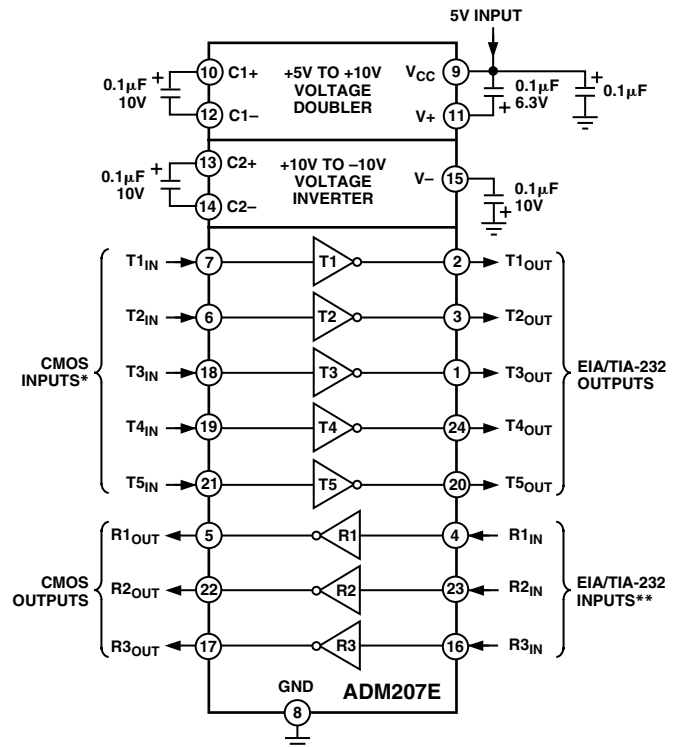 5V INPUT
10 C1+ +5V TO +10V VCC 9
0.1µF + 10V VOLTAGE 0.1µF + 0.1µF
12 C1– DOUBLER V+ 11 + 6.3V
13 C2+ +10V TO –10V V– 15
0.1µF + 10V VOLTAGE 0.1µF
14 C2– INVERTER + 10V
T1IN 7 T1 2 T1OUT
T2IN 6 T2 3 T2OUT
CMOS INPUTS* T3IN 18 T3 1 T3OUT EIA/TIA-232 OUTPUTS
T4IN 19 T4 24 T4OUT
T5IN 21 T5 20 T5OUT
R1OUT 5 R1 4 R1IN
CMOS OUTPUTS R2OUT 22 R2 23 R2IN EIA/TIA-232 INPUTS**
R3OUT 17 R3 16 R3IN
GND ADM207E
8